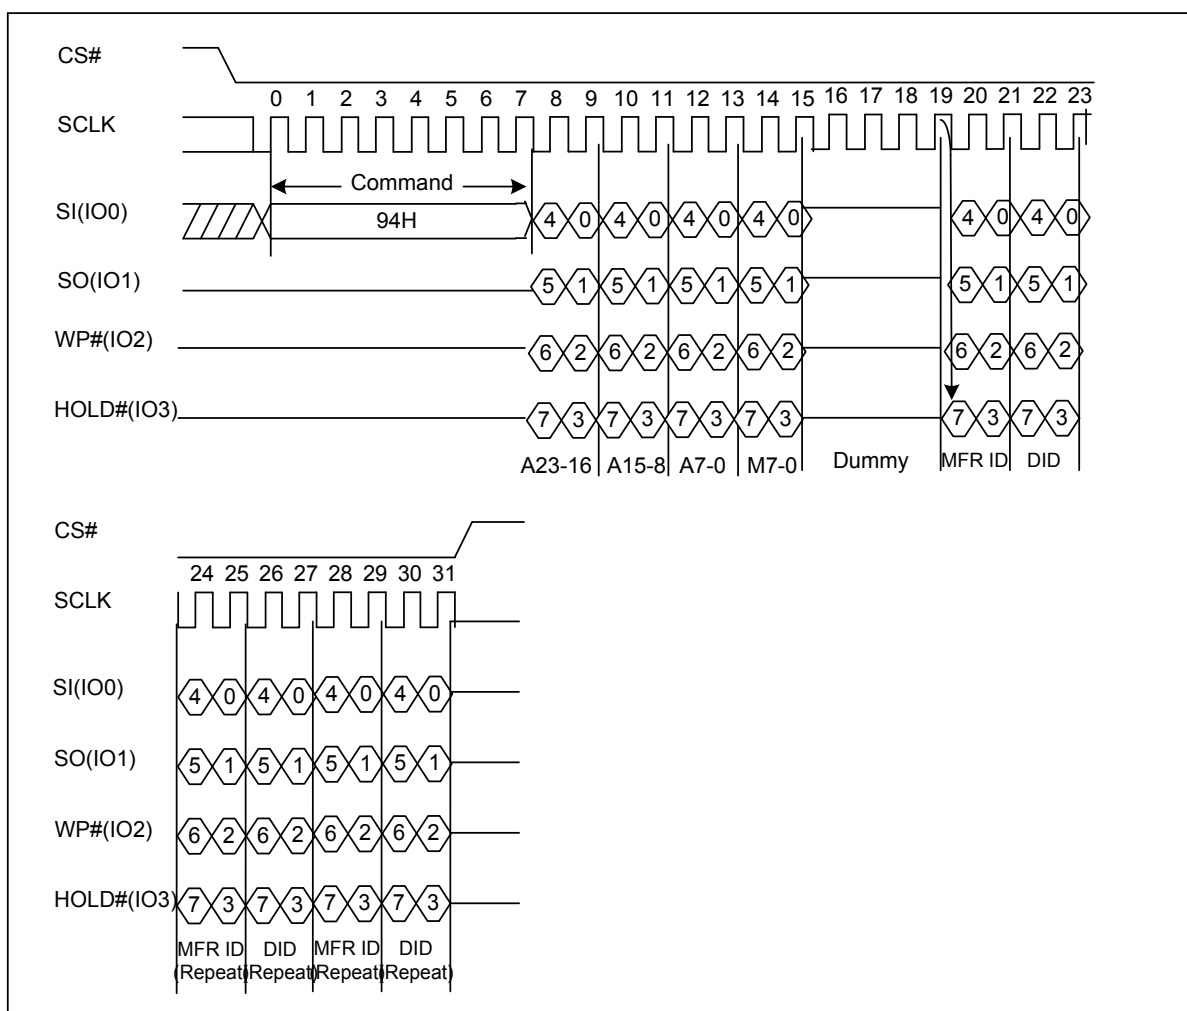 CS#
0 1 2 3 4 5 6 7 8 9 10 11 12 13 14 15 16 17 18 19 20 21 22 23
SCLK
Command
SI(IO0) 94H 4 0 4 0 4 0 4 0 4 0 4 0
SO(IO1) 5 1 5 1 5 1 5 1 5 1 5 1
WP#(IO2) 6 2 6 2 6 2 6 2 6 2 6 2
HOLD#(IO3) 7 3 7 3 7 3 7 3 7 3 7 3
A23-16 A15-8 A7-0 M7-0 Dummy MFR ID DID
CS#
24 25 26 27 28 29 30 31
SCLK
SI(IO0) 4 0 4 0 4 0 4 0
SO(IO1) 5 1 5 1 5 1 5 1
WP#(IO2) 6 2 6 2 6 2 6 2
HOLD#(IO3) 7 3 7 3 7 3 7 3
MFR ID DID MFR ID DID
(Repeat) (Repeat) (Repeat) (Repeat)